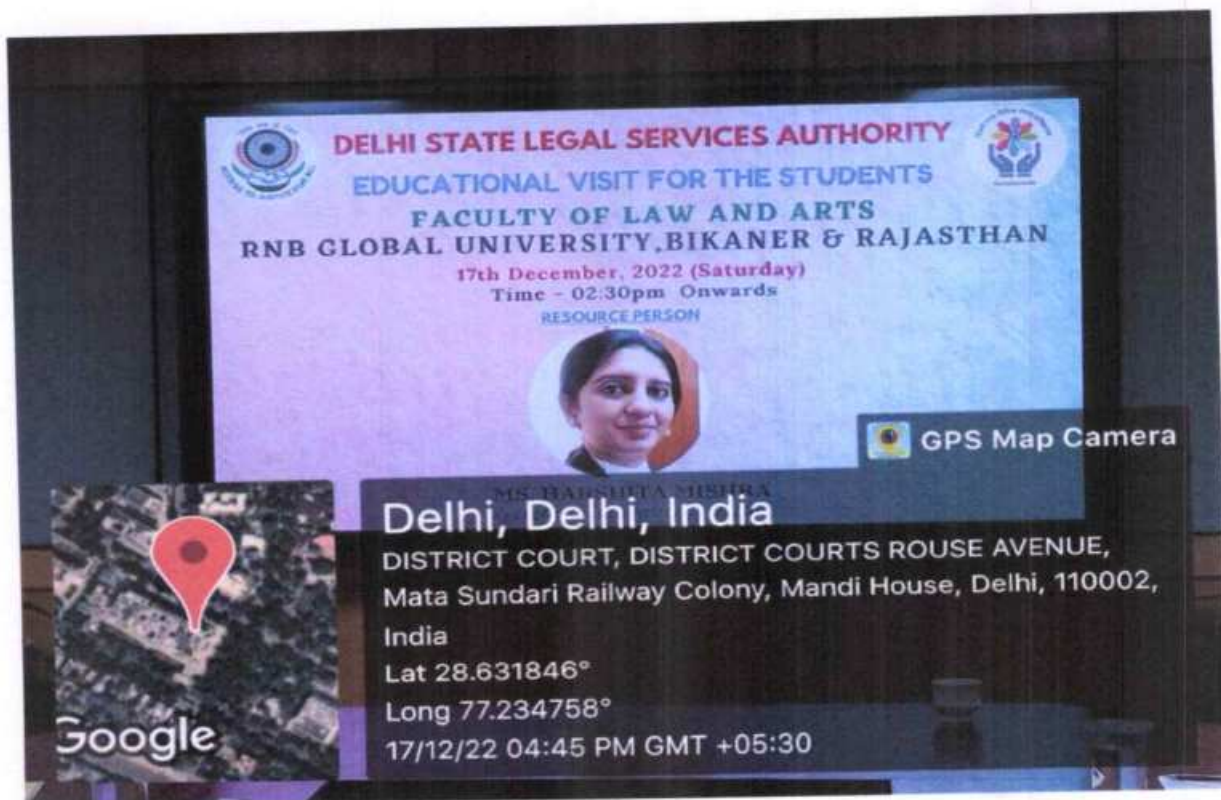 DELHI STATE LEGAL SERVICES AUTHORITY
EDUCATIONAL VISIT FOR THE STUDENTS
FACULTY OF LAW AND ARTS
RNB GLOBAL UNIVERSITY,BIKANER & RAJASTHAN
17th December, 2022 (Saturday)
Time - 02:30pm Onwards
RESOURCE PERSON
MS. HARSHITA MISHRA
GPS Map Camera
Delhi, Delhi, India
DISTRICT COURT, DISTRICT COURTS ROUSE AVENUE,
Mata Sundari Railway Colony, Mandi House, Delhi, 110002,
India
Lat 28.631846°
Long 77.234758°
17/12/22 04:45 PM GMT +05:30
Google